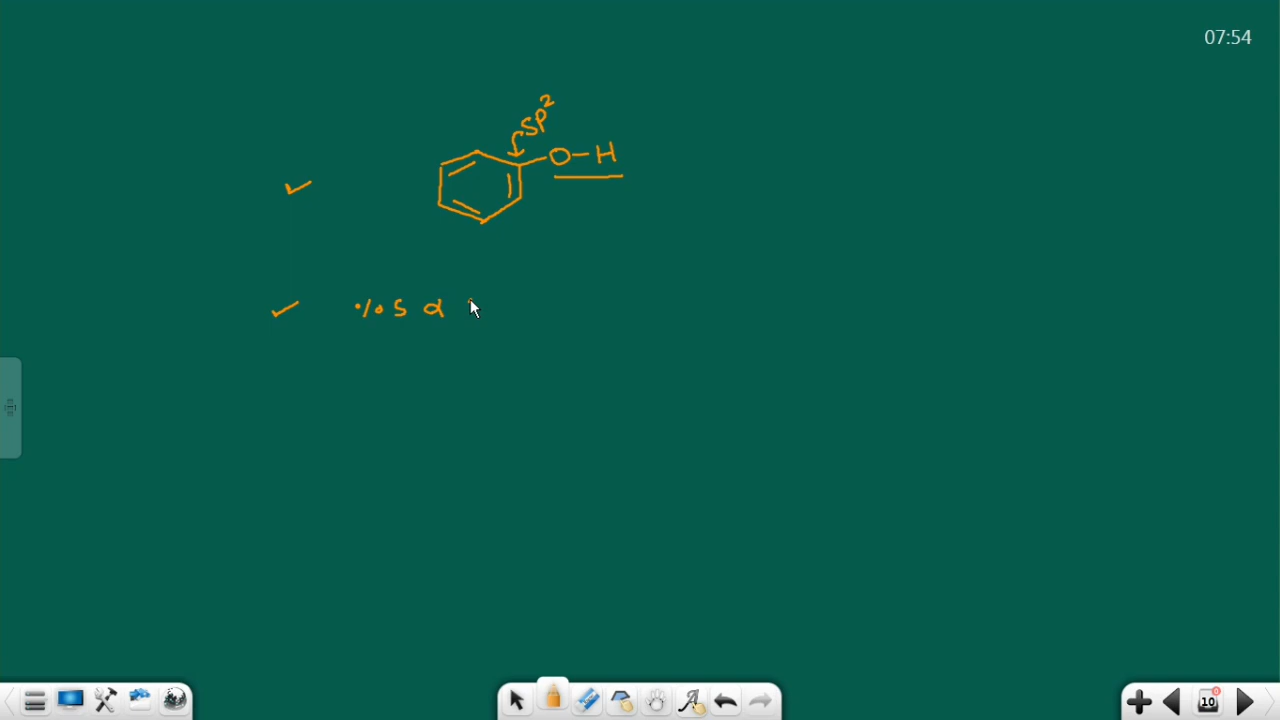 07:54
SP²
O-H
✓
✓ % S α
10